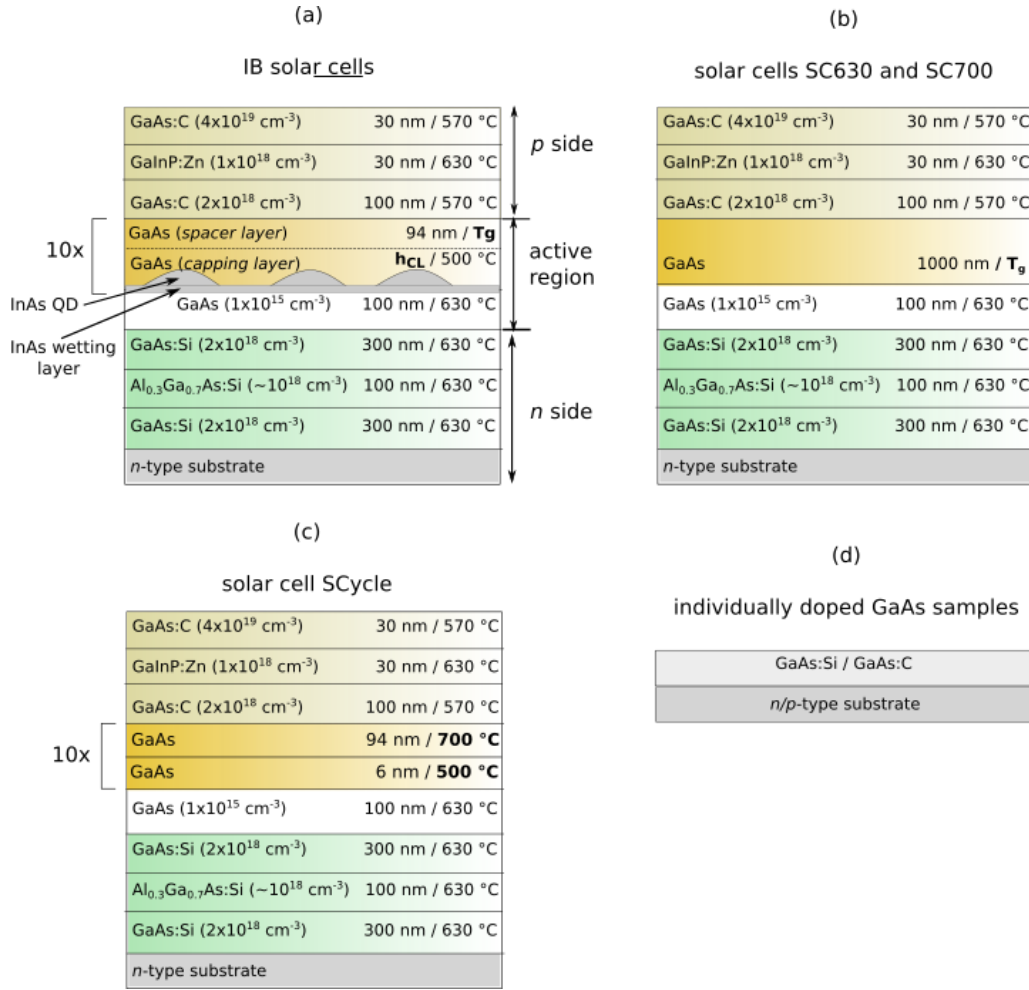 (a)
IB solar cells
GaAs:C (4x10¹⁹ cm⁻³) 30 nm / 570 °C
GaInP:Zn (1x10¹⁸ cm⁻³) 30 nm / 630 °C
GaAs:C (2x10¹⁸ cm⁻³) 100 nm / 570 °C
GaAs (spacer layer) 94 nm / Tg
GaAs (capping layer) h_CL / 500 °C
GaAs (1x10¹⁵ cm⁻³) 100 nm / 630 °C
GaAs:Si (2x10¹⁸ cm⁻³) 300 nm / 630 °C
Al₀.₃Ga₀.₇As:Si (~10¹⁸ cm⁻³) 100 nm / 630 °C
GaAs:Si (2x10¹⁸ cm⁻³) 300 nm / 630 °C
n-type substrate
10x
InAs QD
InAs wetting
layer
p side
active
region
n side
(b)
solar cells SC630 and SC700
GaAs:C (4x10¹⁹ cm⁻³) 30 nm / 570 °C
GaInP:Zn (1x10¹⁸ cm⁻³) 30 nm / 630 °C
GaAs:C (2x10¹⁸ cm⁻³) 100 nm / 570 °C
GaAs 1000 nm / T_g
GaAs (1x10¹⁵ cm⁻³) 100 nm / 630 °C
GaAs:Si (2x10¹⁸ cm⁻³) 300 nm / 630 °C
Al₀.₃Ga₀.₇As:Si (~10¹⁸ cm⁻³) 100 nm / 630 °C
GaAs:Si (2x10¹⁸ cm⁻³) 300 nm / 630 °C
n-type substrate
(c)
solar cell SCycle
GaAs:C (4x10¹⁹ cm⁻³) 30 nm / 570 °C
GaInP:Zn (1x10¹⁸ cm⁻³) 30 nm / 630 °C
GaAs:C (2x10¹⁸ cm⁻³) 100 nm / 570 °C
GaAs 94 nm / 700 °C
GaAs 6 nm / 500 °C
GaAs (1x10¹⁵ cm⁻³) 100 nm / 630 °C
GaAs:Si (2x10¹⁸ cm⁻³) 300 nm / 630 °C
Al₀.₃Ga₀.₇As:Si (~10¹⁸ cm⁻³) 100 nm / 630 °C
GaAs:Si (2x10¹⁸ cm⁻³) 300 nm / 630 °C
n-type substrate
10x
(d)
individually doped GaAs samples
GaAs:Si / GaAs:C
n/p-type substrate